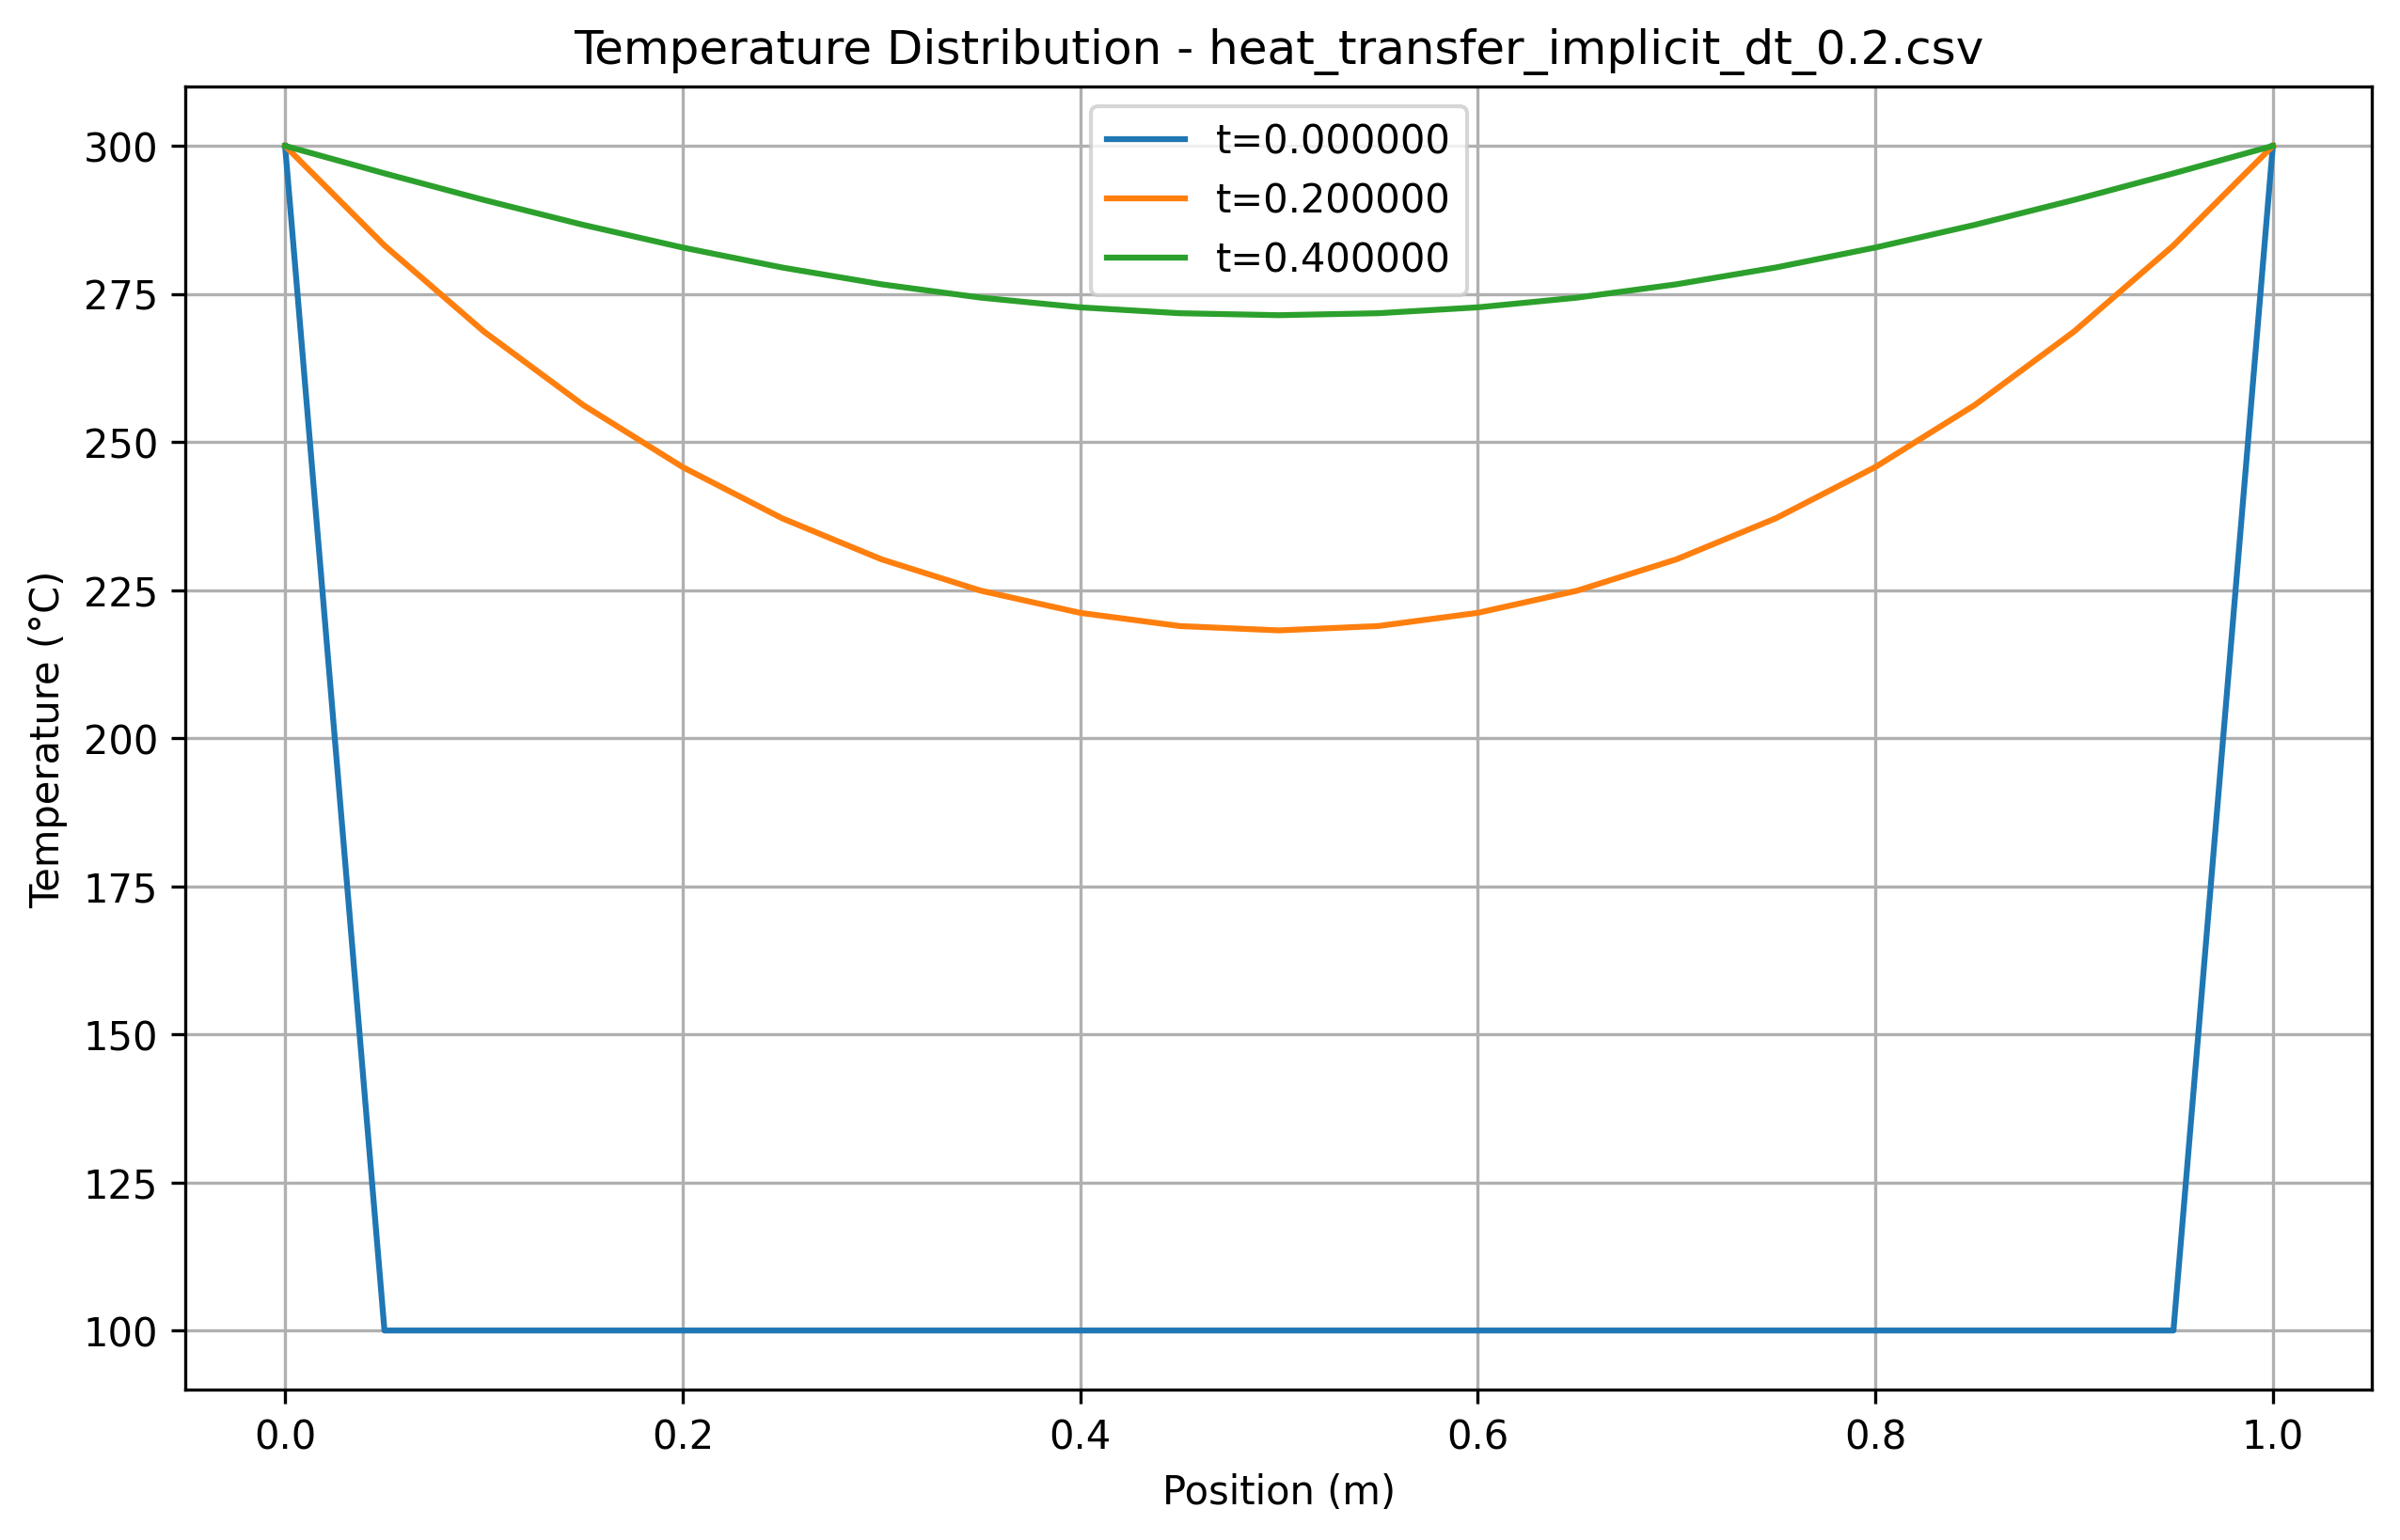 Temperature Distribution - heat_transfer_implicit_dt_0.2.csv
t=0.000000
t=0.200000
t=0.400000
Temperature (°C)
300
275
250
225
200
175
150
125
100
0.0 0.2 0.4 0.6 0.8 1.0
Position (m)